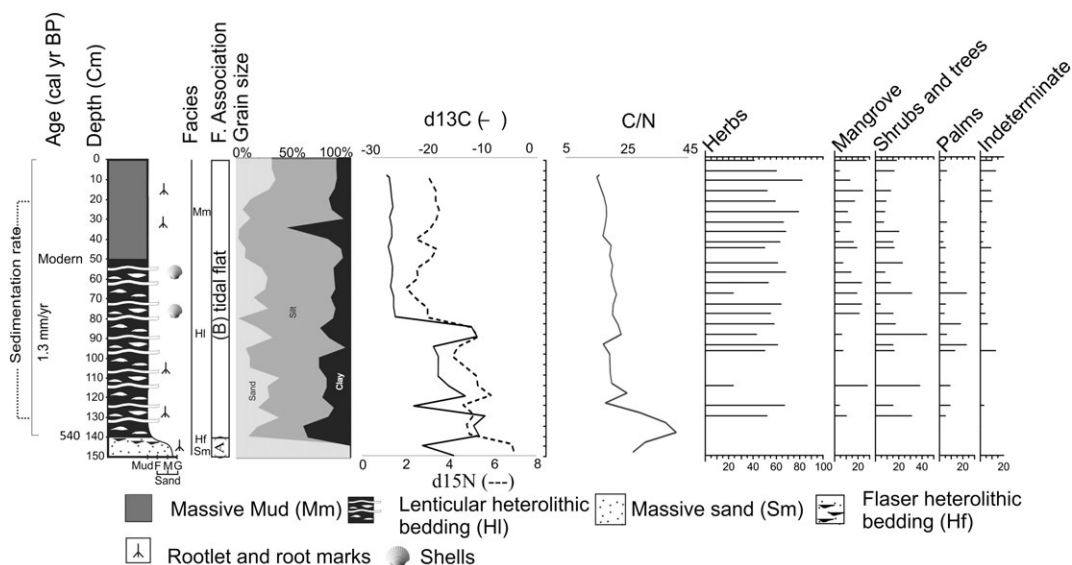 Age (cal yr BP)
Depth (Cm)
Facies
F. Association
Grain size
0% 50% 100%
d13C (–)
-30 -20 -10 -0
C/N
5 25 45
Herbs
Mangrove
Shrubs and trees
Palms
Indeterminate
Sedimentation rate
1.3 mm/yr
Modern
540
0
10
20
30
40
50
60
70
80
90
100
110
120
130
140
150
Mud F M G
Sand
Mm
Hl
Hf
Sm
(B) tidal flat
(A)
Sand
Silt
Clay
0 2 4 6 8
d15N (---)
0 20 40 60 80 100
0 20 40
0 20 40
0 20
0 20
Massive Mud (Mm)
Lenticular heterolithic
bedding (Hl)
Massive sand (Sm)
Flaser heterolithic
bedding (Hf)
Rootlet and root marks
Shells